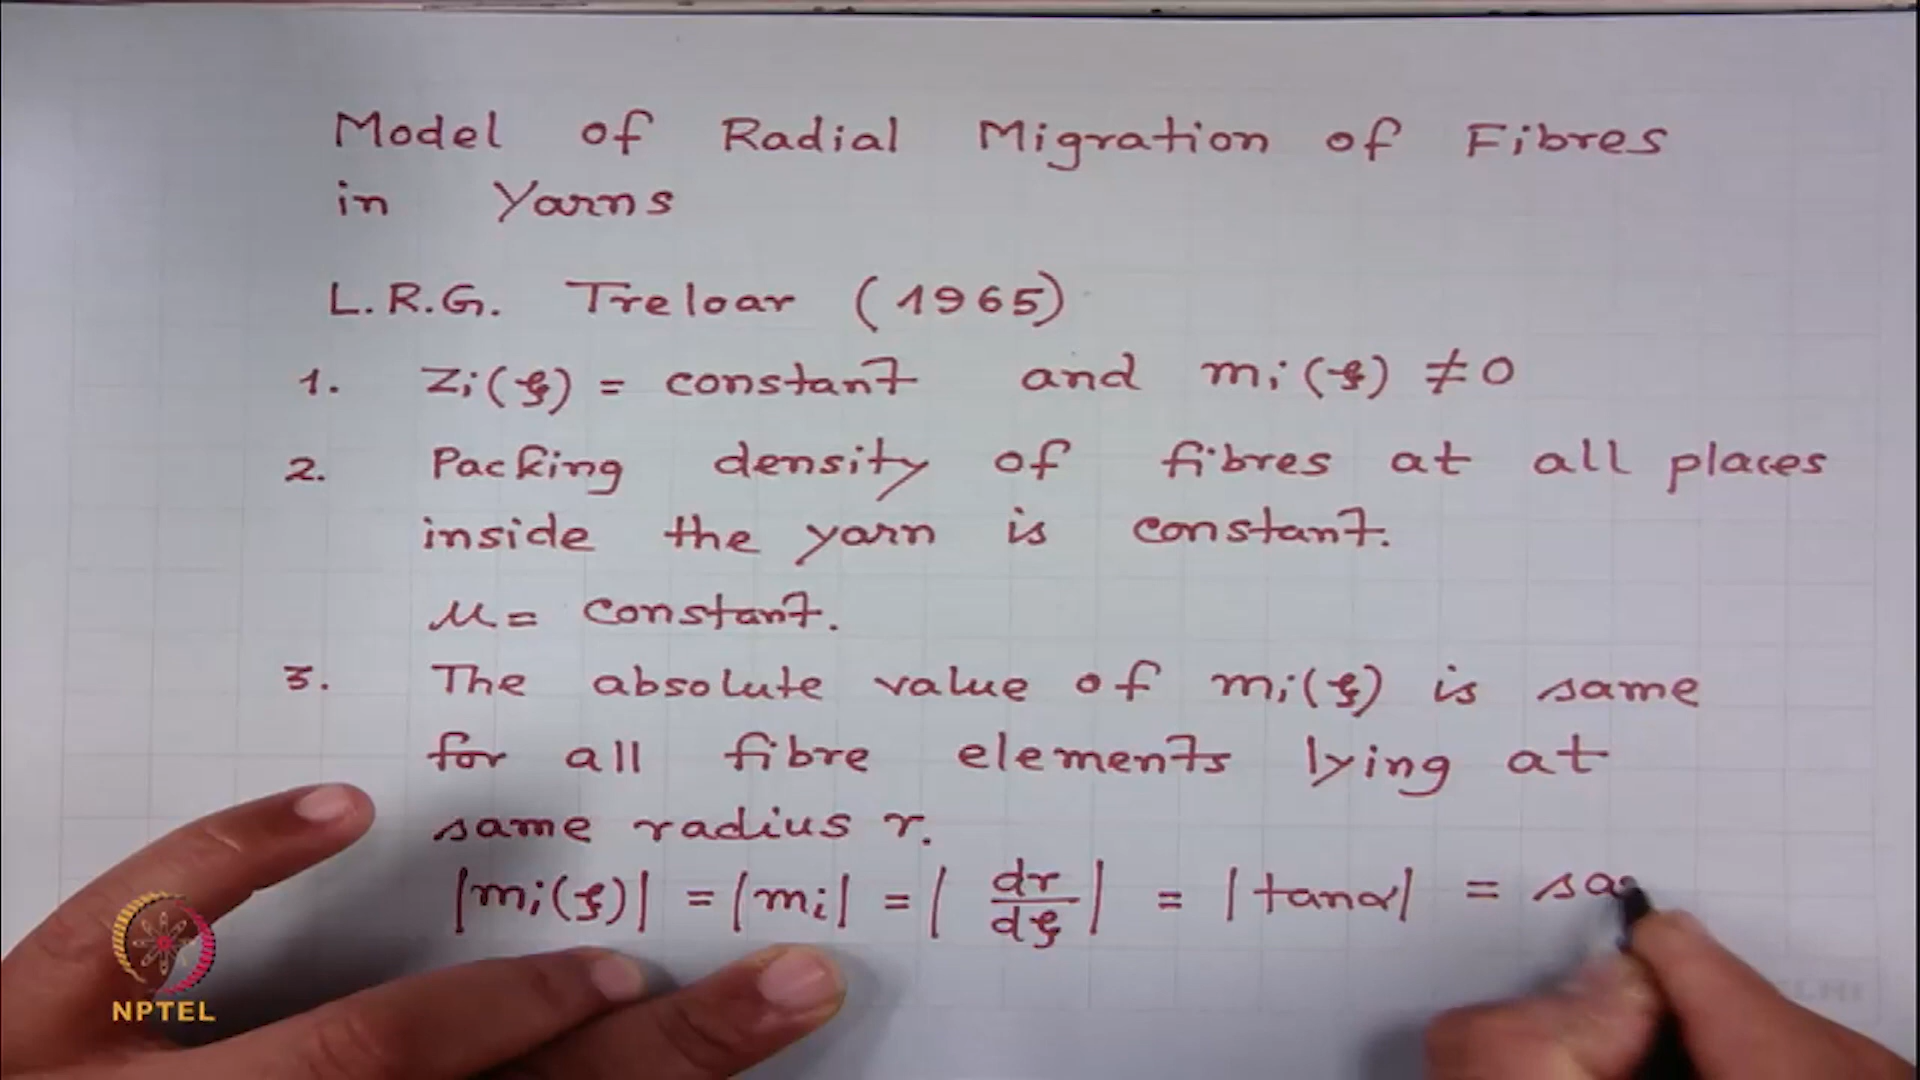 Model of Radial Migration of Fibres
in Yarns
L.R.G. Treloar (1965)
1. Zi(ξ) = constant and mi(ξ) ≠ 0
2. Packing density of fibres at all places
inside the yarn is constant.
μ = constant.
3. The absolute value of mi(ξ) is same
for all fibre elements lying at
same radius r.
|mi(ξ)| = |mi| = |dr/dξ| = |tanα| = sa
NPTEL